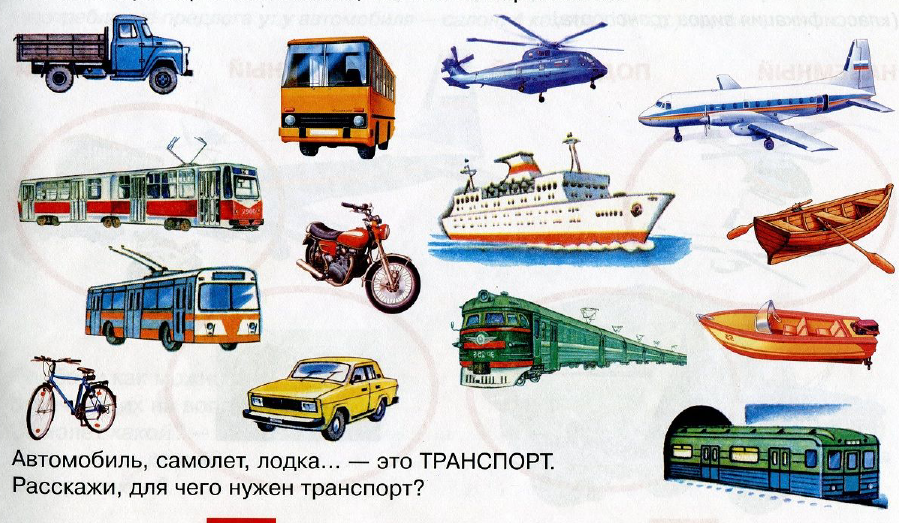 Автомобиль, самолет, лодка... — это ТРАНСПОРТ.
Расскажи, для чего нужен транспорт?